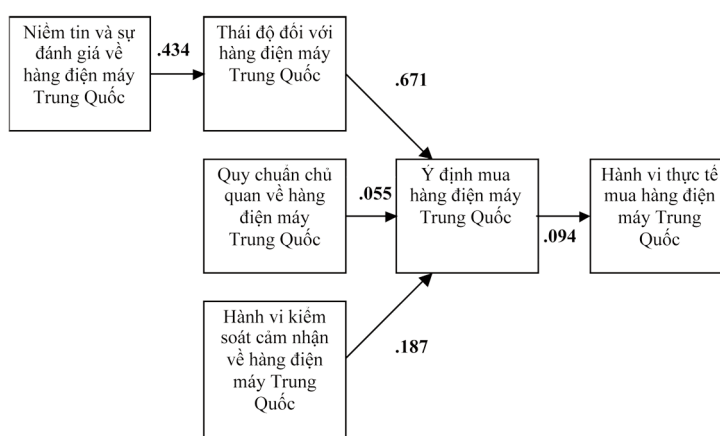 Niềm tin và sự
đánh giá về
hàng điện máy
Trung Quốc
.434
Thái độ đối với
hàng điện máy
Trung Quốc
.671
Quy chuẩn chủ
quan về hàng
điện máy
Trung Quốc
.055
Ý định mua
hàng điện máy
Trung Quốc
.094
Hành vi thực tế
mua hàng điện
máy Trung
Quốc
Hành vi kiểm
soát cảm nhận
về hàng điện
máy Trung
Quốc
.187